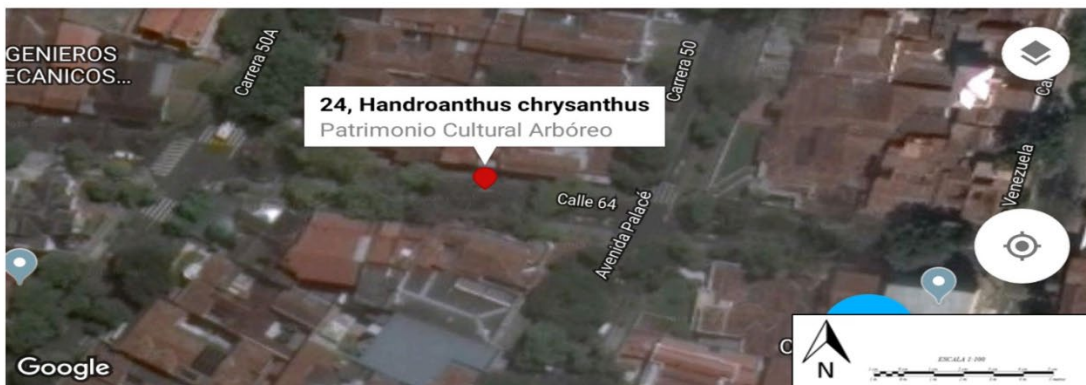 GENIEROS
ECANICOS...
Carrera 50A
24, Handroanthus chrysanthus
Patrimonio Cultural Arbóreo
Carrera 50
Ca
Calle 64
Avenida Palacé
Venezuela
C
Google
N
ESCALA 1-100